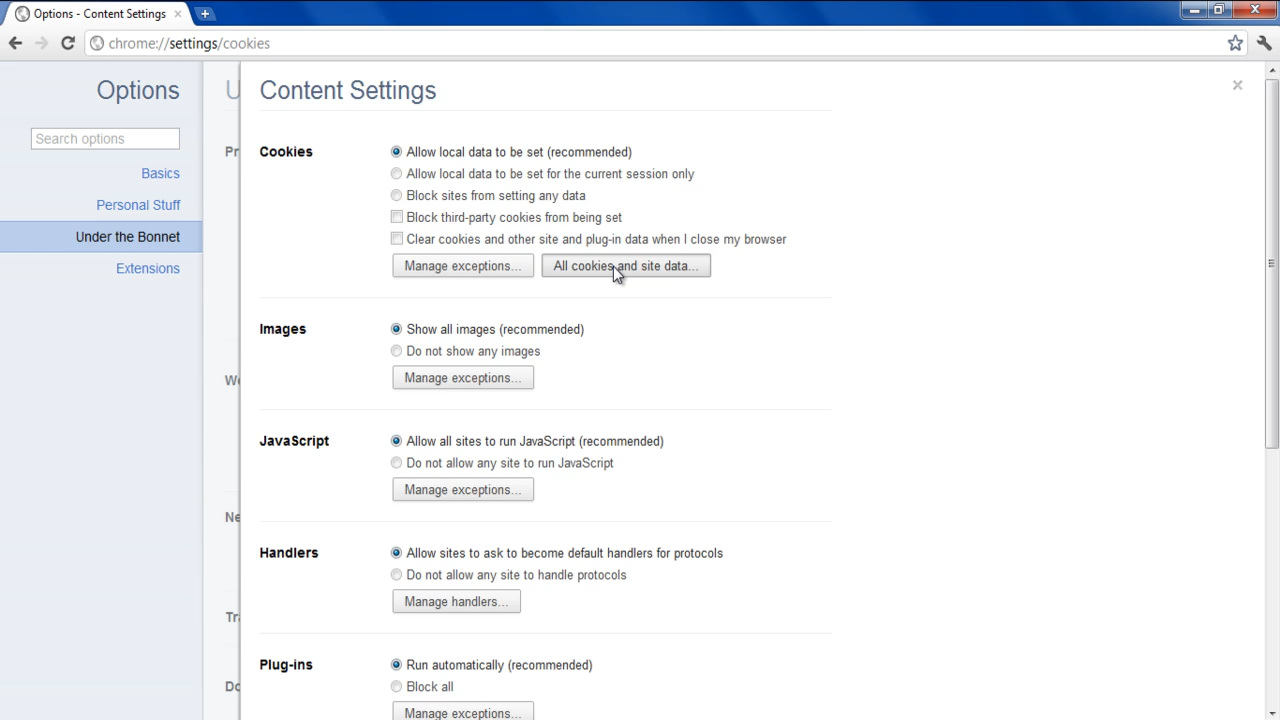 Options - Content Settings
chrome://settings/cookies
Options
Search options
Basics
Personal Stuff
Under the Bonnet
Extensions
U
Pr
We
Ne
Tra
Do
Content Settings
Cookies
Allow local data to be set (recommended)
Allow local data to be set for the current session only
Block sites from setting any data
Block third-party cookies from being set
Clear cookies and other site and plug-in data when I close my browser
Manage exceptions... All cookies and site data...
Images
Show all images (recommended)
Do not show any images
Manage exceptions...
JavaScript
Allow all sites to run JavaScript (recommended)
Do not allow any site to run JavaScript
Manage exceptions...
Handlers
Allow sites to ask to become default handlers for protocols
Do not allow any site to handle protocols
Manage handlers...
Plug-ins
Run automatically (recommended)
Block all
Manage exceptions...